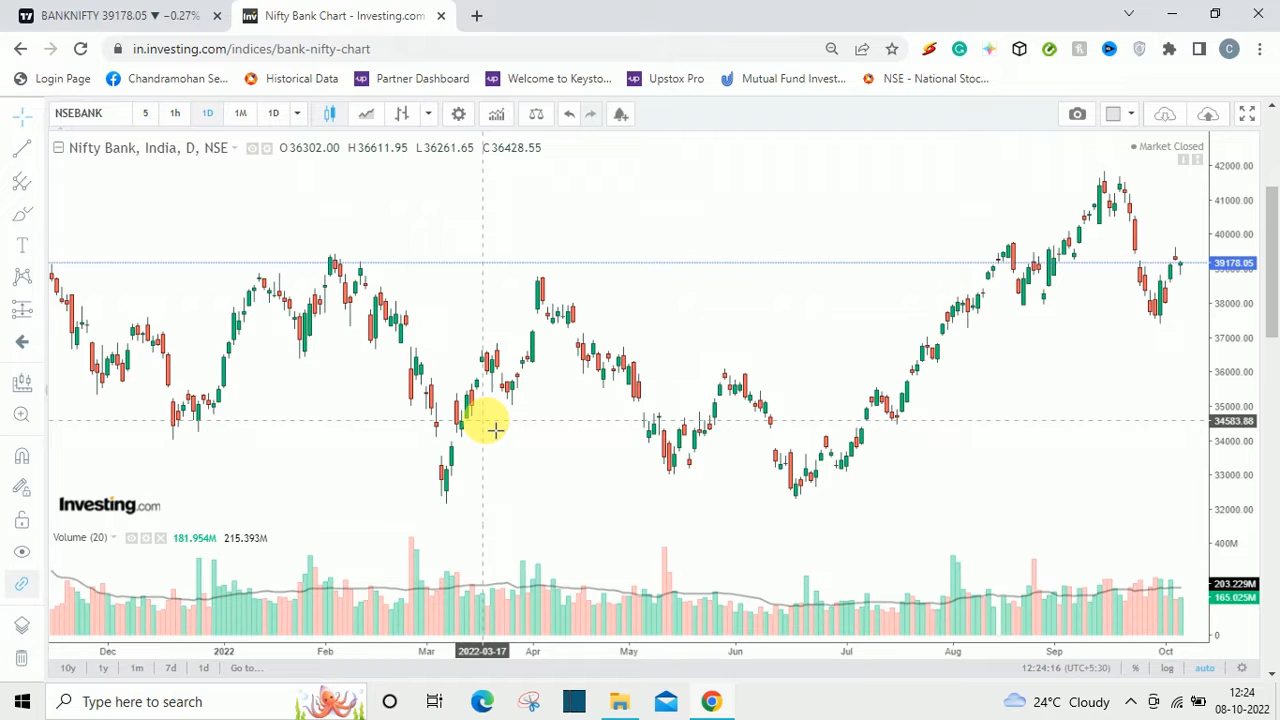 BANKNIFTY 39178.05 ▼ −0.27%
Nifty Bank Chart - Investing.com
in.investing.com/indices/bank-nifty-chart
Login Page
Chandramohan Se...
Historical Data
Partner Dashboard
Welcome to Keysto...
Upstox Pro
Mutual Fund Invest...
NSE - National Stoc...
C
NSEBANK 5 1h 1D 1M 1D
Nifty Bank, India, D, NSE O36302.00 H36611.95 L36261.65 C36428.55
Market Closed
42000.00
41000.00
40000.00
39178.05
39000.00
38000.00
37000.00
36000.00
35000.00
34583.88
34000.00
33000.00
32000.00
Investing.com
Volume (20) 181.954M 215.393M
400M
203.229M
165.025M
0
Dec 2022 Feb Mar 2022-03-17 Apr May Jun Jul Aug Sep Oct
10y 1y 1m 7d 1d Go to... 12:24:16 (UTC+5:30) % log auto
Type here to search
24°C Cloudy
12:24
08-10-2022